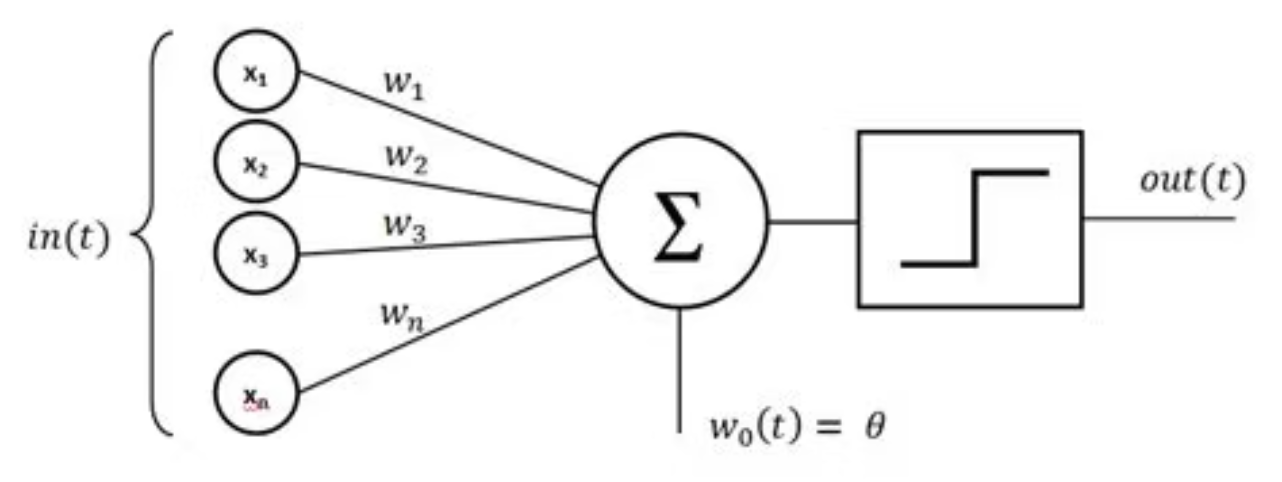 x₁
w₁
x₂
w₂
x₃
w₃
in(t)
wₙ
xₙ
Σ
out(t)
w₀(t) = θ